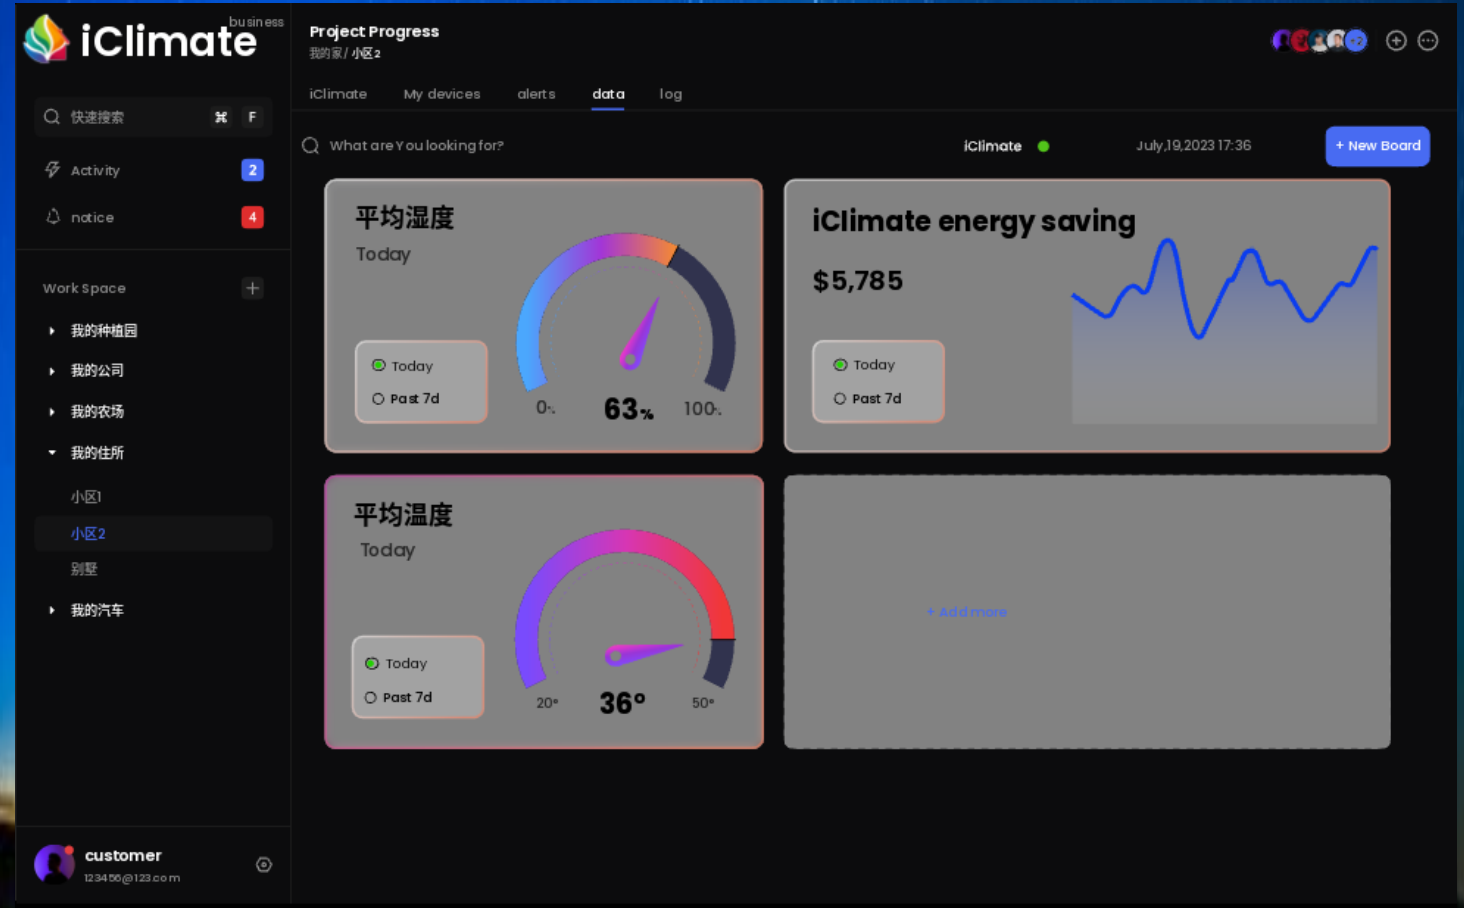 iClimate business
快速搜索 ⌘ F
Activity 2
notice 4
Work Space +
我的种植园
我的公司
我的农场
我的住所
小区1
小区2
别墅
我的汽车
customer
123456@123.com
Project Progress
我的家/ 小区2
iClimate My devices alerts data log
What are You looking for?
iClimate
July,19,2023 17:36
+ New Board
平均湿度
Today
Today
Past 7d
0%
63%
100%
iClimate energy saving
$5,785
Today
Past 7d
平均温度
Today
Today
Past 7d
20°
36°
50°
+ Add more